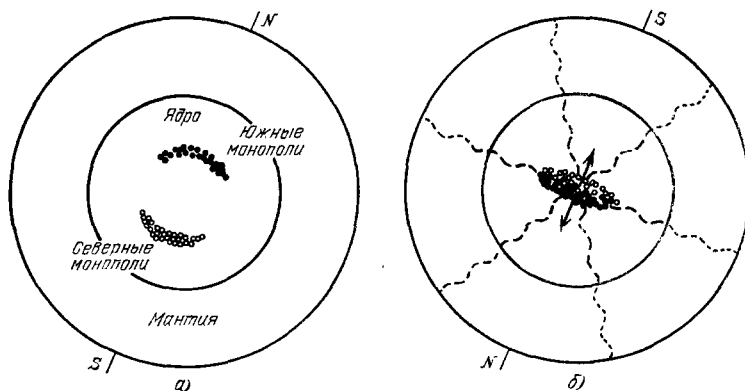 N
Ядро
Южные
монополи
Северные
монополи
Мантия
S
а)
S
N
б)